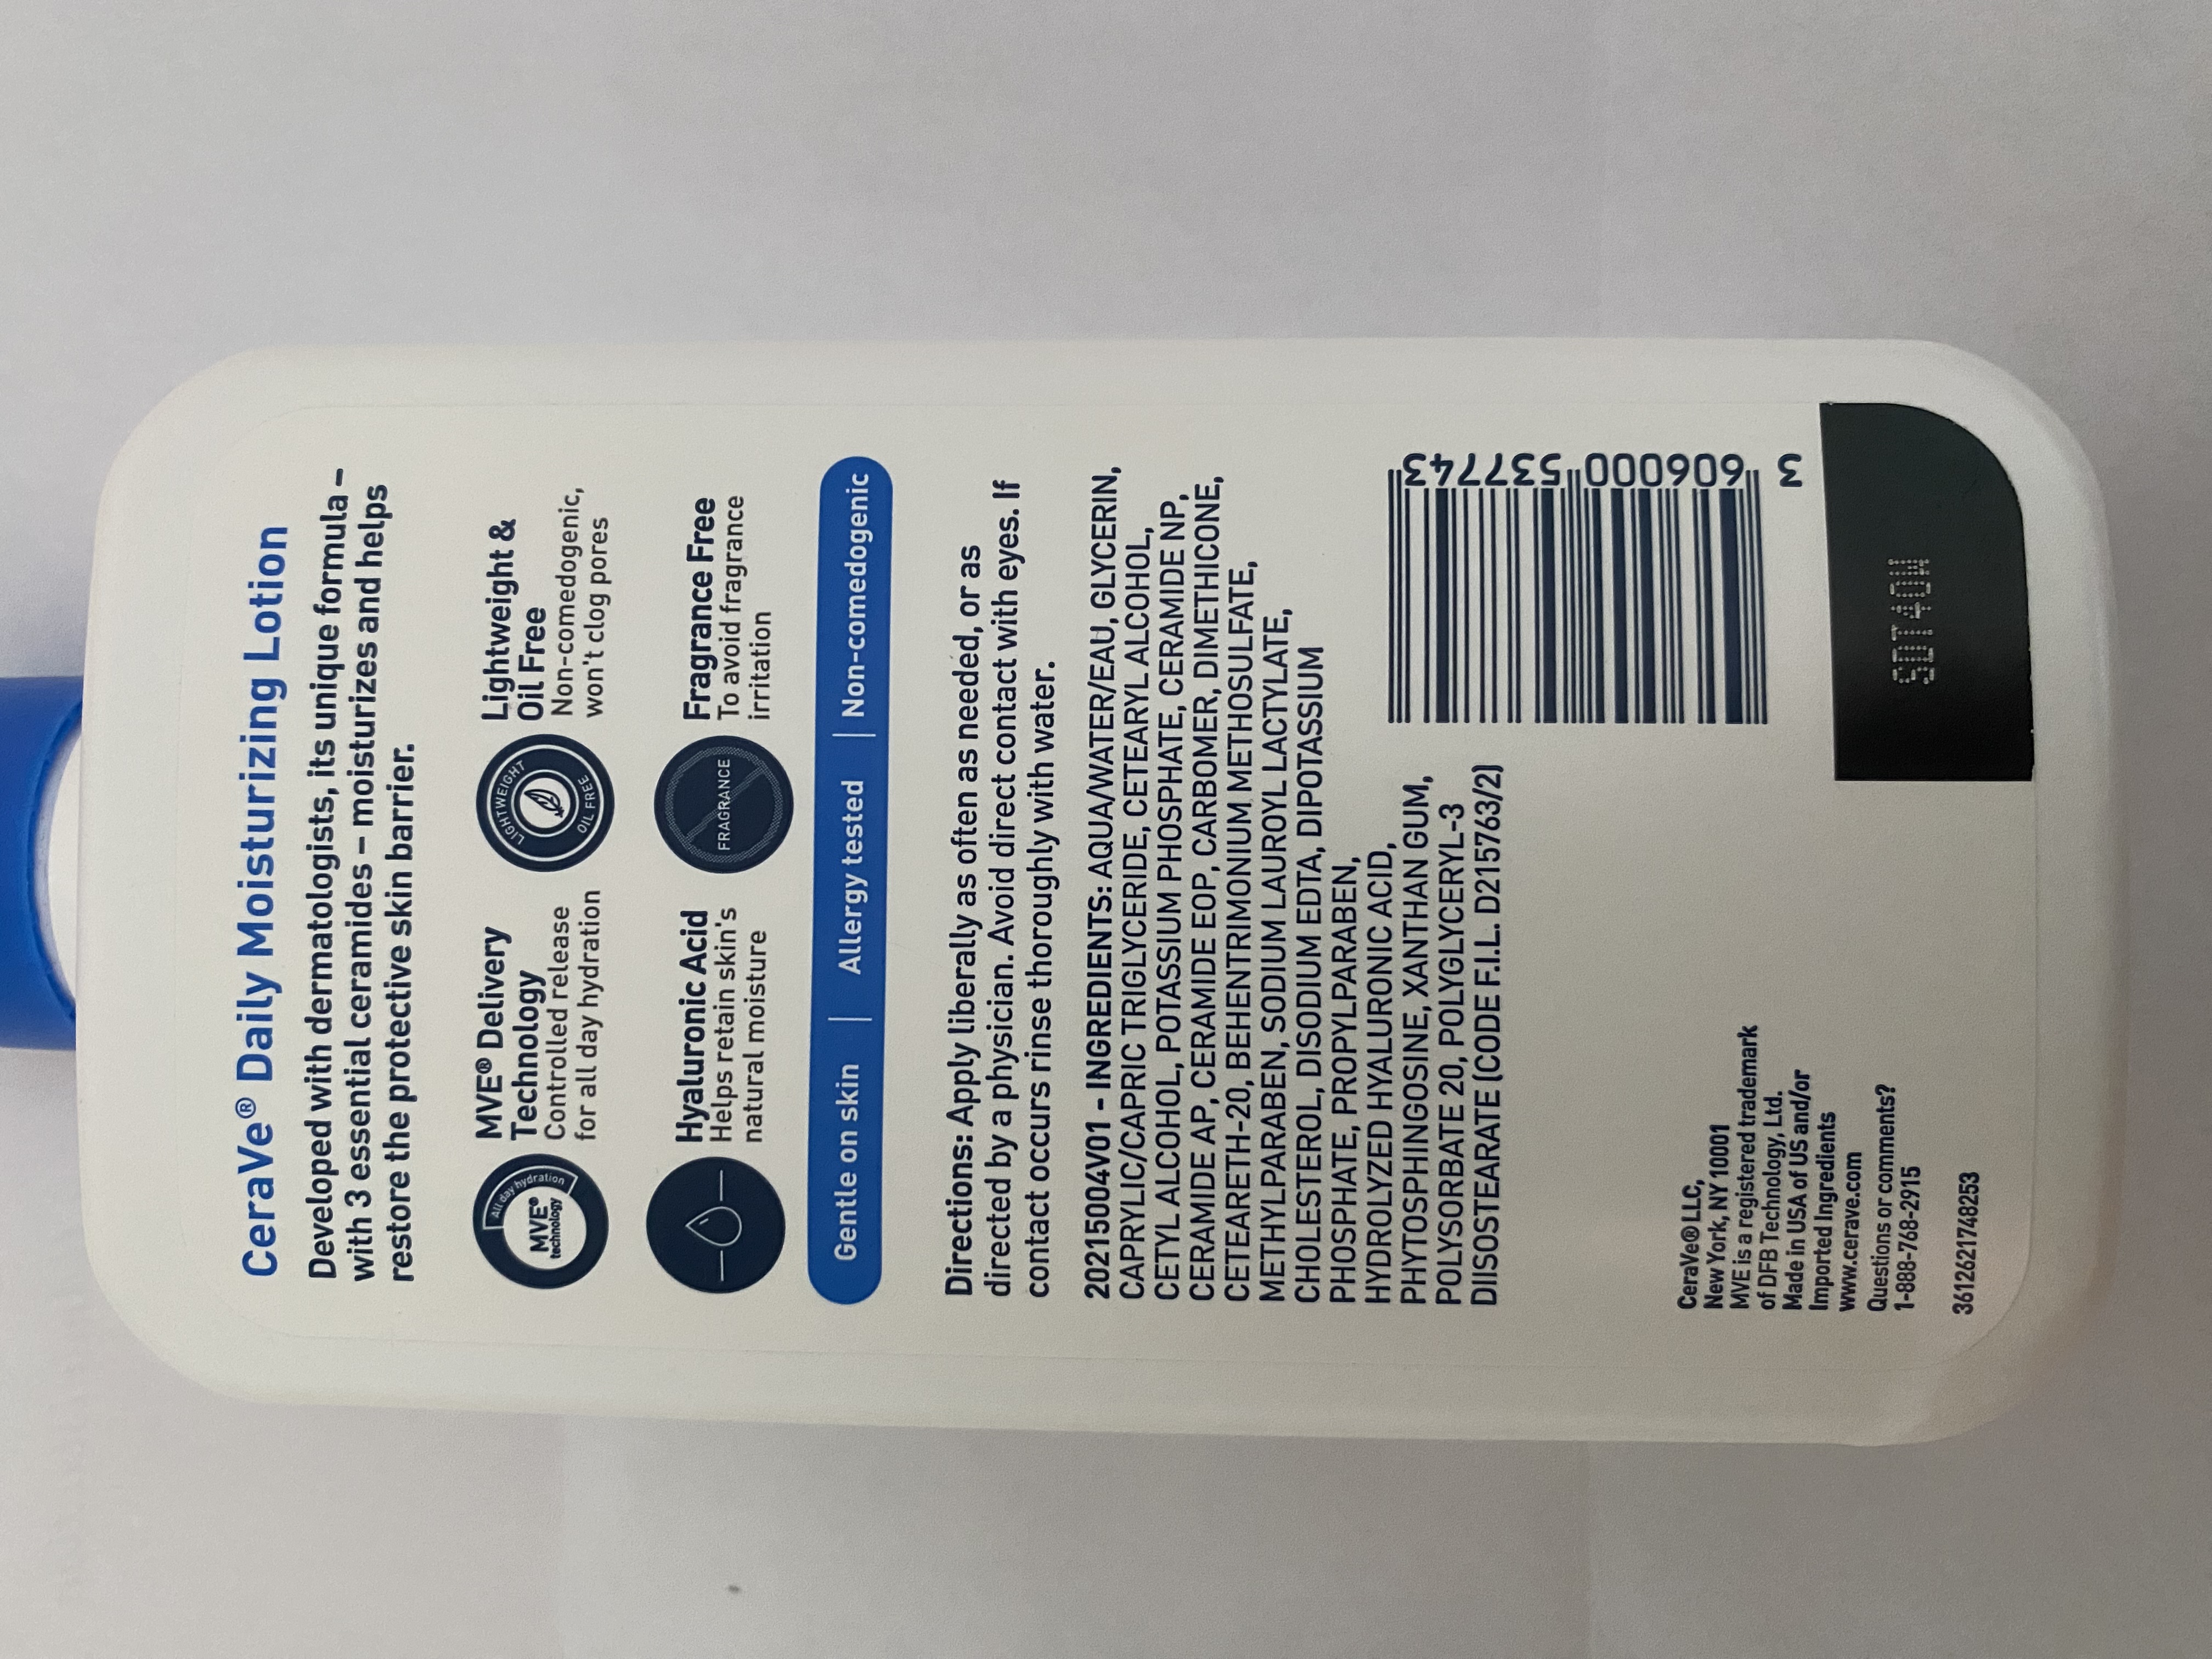 CeraVe® Daily Moisturizing Lotion
Developed with dermatologists, its unique formula –
with 3 essential ceramides – moisturizes and helps
restore the protective skin barrier.
All day hydration
MVE®
technology
MVE® Delivery
Technology
Controlled release
for all day hydration
LIGHTWEIGHT
OIL FREE
Lightweight &
Oil Free
Non-comedogenic,
won't clog pores
Hyaluronic Acid
Helps retain skin's
natural moisture
FRAGRANCE
Fragrance Free
To avoid fragrance
irritation
Gentle on skin | Allergy tested | Non-comedogenic
Directions: Apply liberally as often as needed, or as
directed by a physician. Avoid direct contact with eyes. If
contact occurs rinse thoroughly with water.
20215004V01 - INGREDIENTS: AQUA/WATER/EAU, GLYCERIN,
CAPRYLIC/CAPRIC TRIGLYCERIDE, CETEARYL ALCOHOL,
CETYL ALCOHOL, POTASSIUM PHOSPHATE, CERAMIDE NP,
CERAMIDE AP, CERAMIDE EOP, CARBOMER, DIMETHICONE,
CETEARETH-20, BEHENTRIMONIUM METHOSULFATE,
METHYLPARABEN, SODIUM LAUROYL LACTYLATE,
CHOLESTEROL, DISODIUM EDTA, DIPOTASSIUM
PHOSPHATE, PROPYLPARABEN,
HYDROLYZED HYALURONIC ACID,
PHYTOSPHINGOSINE, XANTHAN GUM,
POLYSORBATE 20, POLYGLYCERYL-3
DIISOSTEARATE (CODE F.I.L. D215763/2)
3 606000 537743
CeraVe® LLC,
New York, NY 10001
MVE is a registered trademark
of DFB Technology, Ltd.
Made in USA of US and/or
Imported Ingredients
www.cerave.com
Questions or comments?
1-888-768-2915
3612621748253
SDT40W